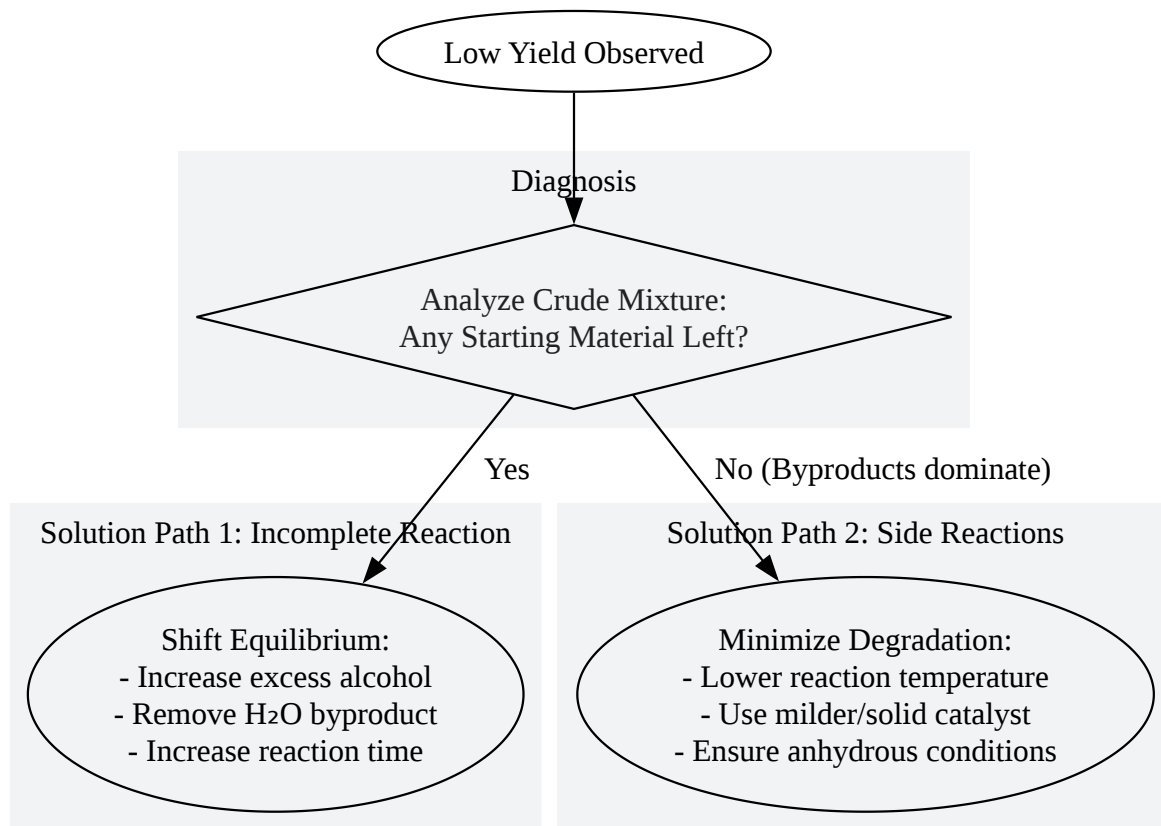 Low Yield Observed
Diagnosis
Analyze Crude Mixture:
Any Starting Material Left?
Yes
No (Byproducts dominate)
Solution Path 1: Incomplete Reaction
Shift Equilibrium:
- Increase excess alcohol
- Remove H₂O byproduct
- Increase reaction time
Solution Path 2: Side Reactions
Minimize Degradation:
- Lower reaction temperature
- Use milder/solid catalyst
- Ensure anhydrous conditions